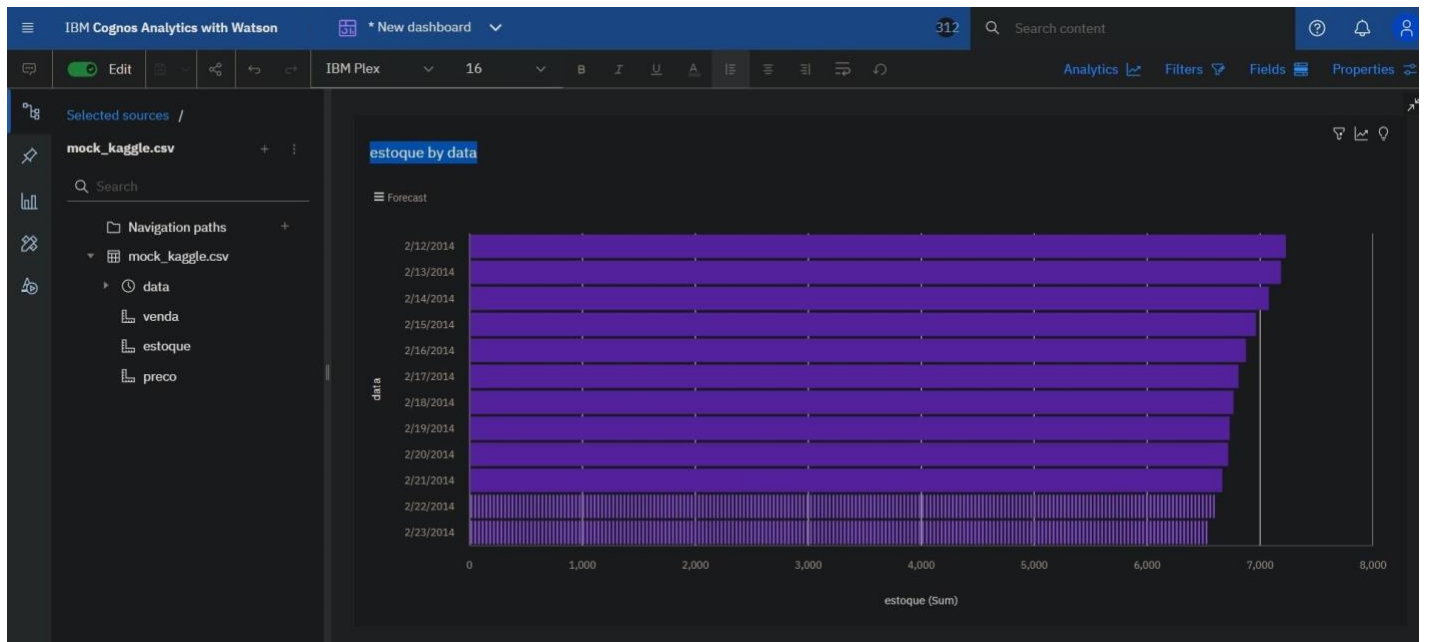 IBM Cognos Analytics with Watson
* New dashboard
312
Search content
Edit
IBM Plex
16
B I U A
Analytics
Filters
Fields
Properties
Selected sources /
mock_kaggle.csv
Search
Navigation paths
mock_kaggle.csv
data
venda
estoque
preco
estoque by data
Forecast
data
2/12/2014
2/13/2014
2/14/2014
2/15/2014
2/16/2014
2/17/2014
2/18/2014
2/19/2014
2/20/2014
2/21/2014
2/22/2014
2/23/2014
0 1,000 2,000 3,000 4,000 5,000 6,000 7,000 8,000
estoque (Sum)